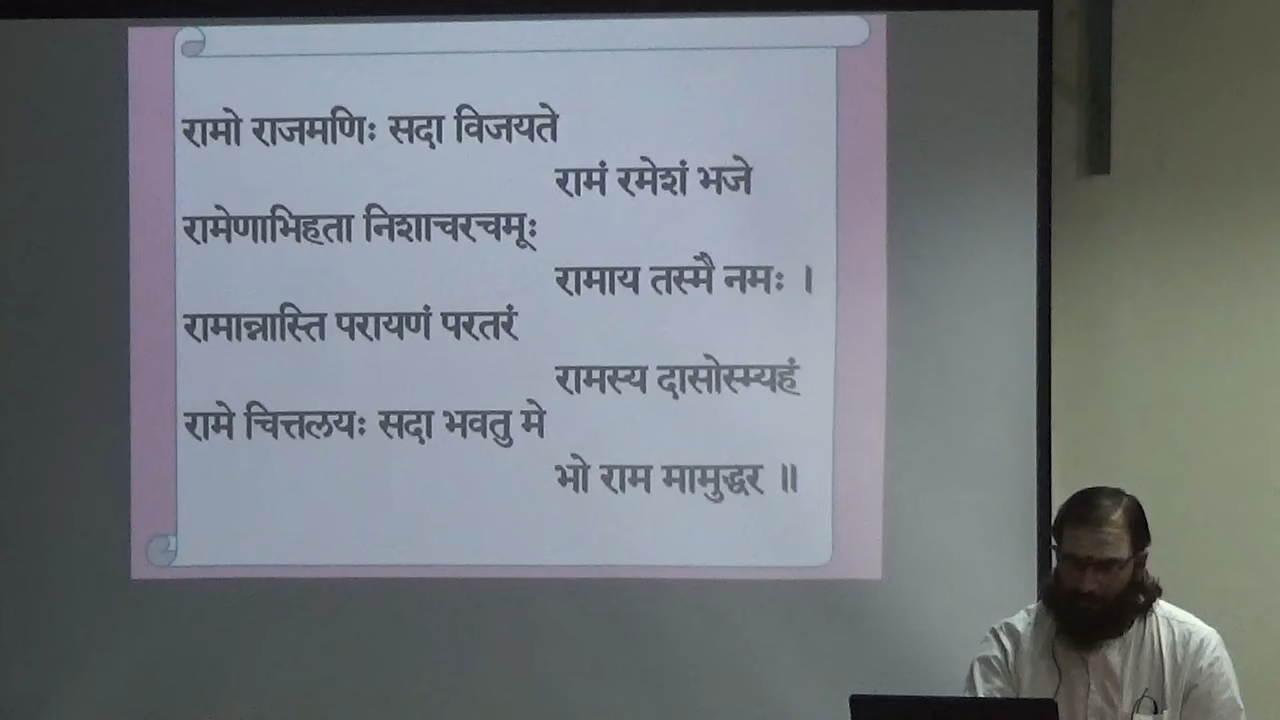 रामो राजमणिः सदा विजयते
रामं रमेशं भजे
रामेणाभिहता निशाचरचमूः
रामाय तस्मै नमः ।
रामान्नास्ति परायणं परतरं
रामस्य दासोस्म्यहं
रामे चित्तलयः सदा भवतु मे
भो राम मामुद्धर ॥